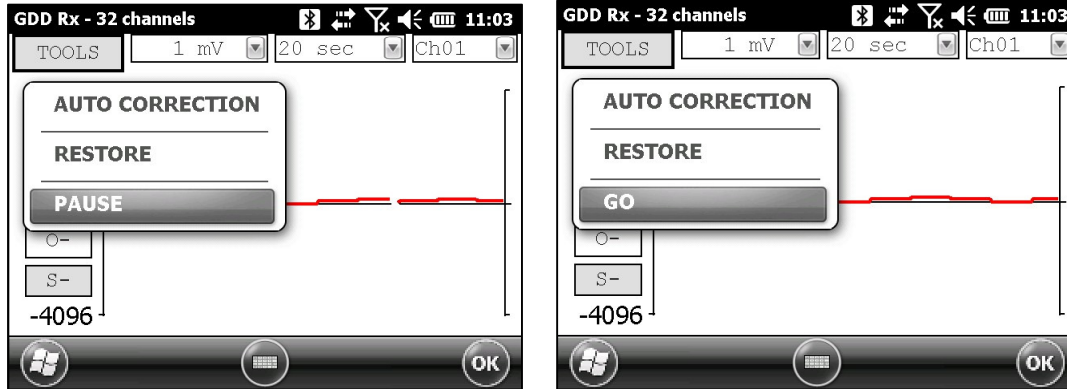 GDD Rx - 32 channels 11:03
TOOLS 1 mV 20 sec Ch01
AUTO CORRECTION
RESTORE
PAUSE
O-
S-
-4096
OK
GDD Rx - 32 channels 11:03
TOOLS 1 mV 20 sec Ch01
AUTO CORRECTION
RESTORE
GO
O-
S-
-4096
OK